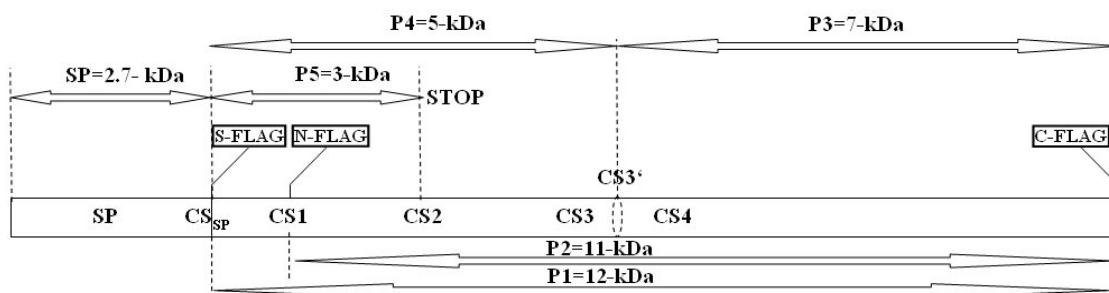 P4=5-kDa P3=7-kDa
SP=2.7- kDa P5=3-kDa
STOP
S-FLAG N-FLAG C-FLAG
CS3‘
SP CSSP CS1 CS2 CS3 CS4
P2=11-kDa
P1=12-kDa